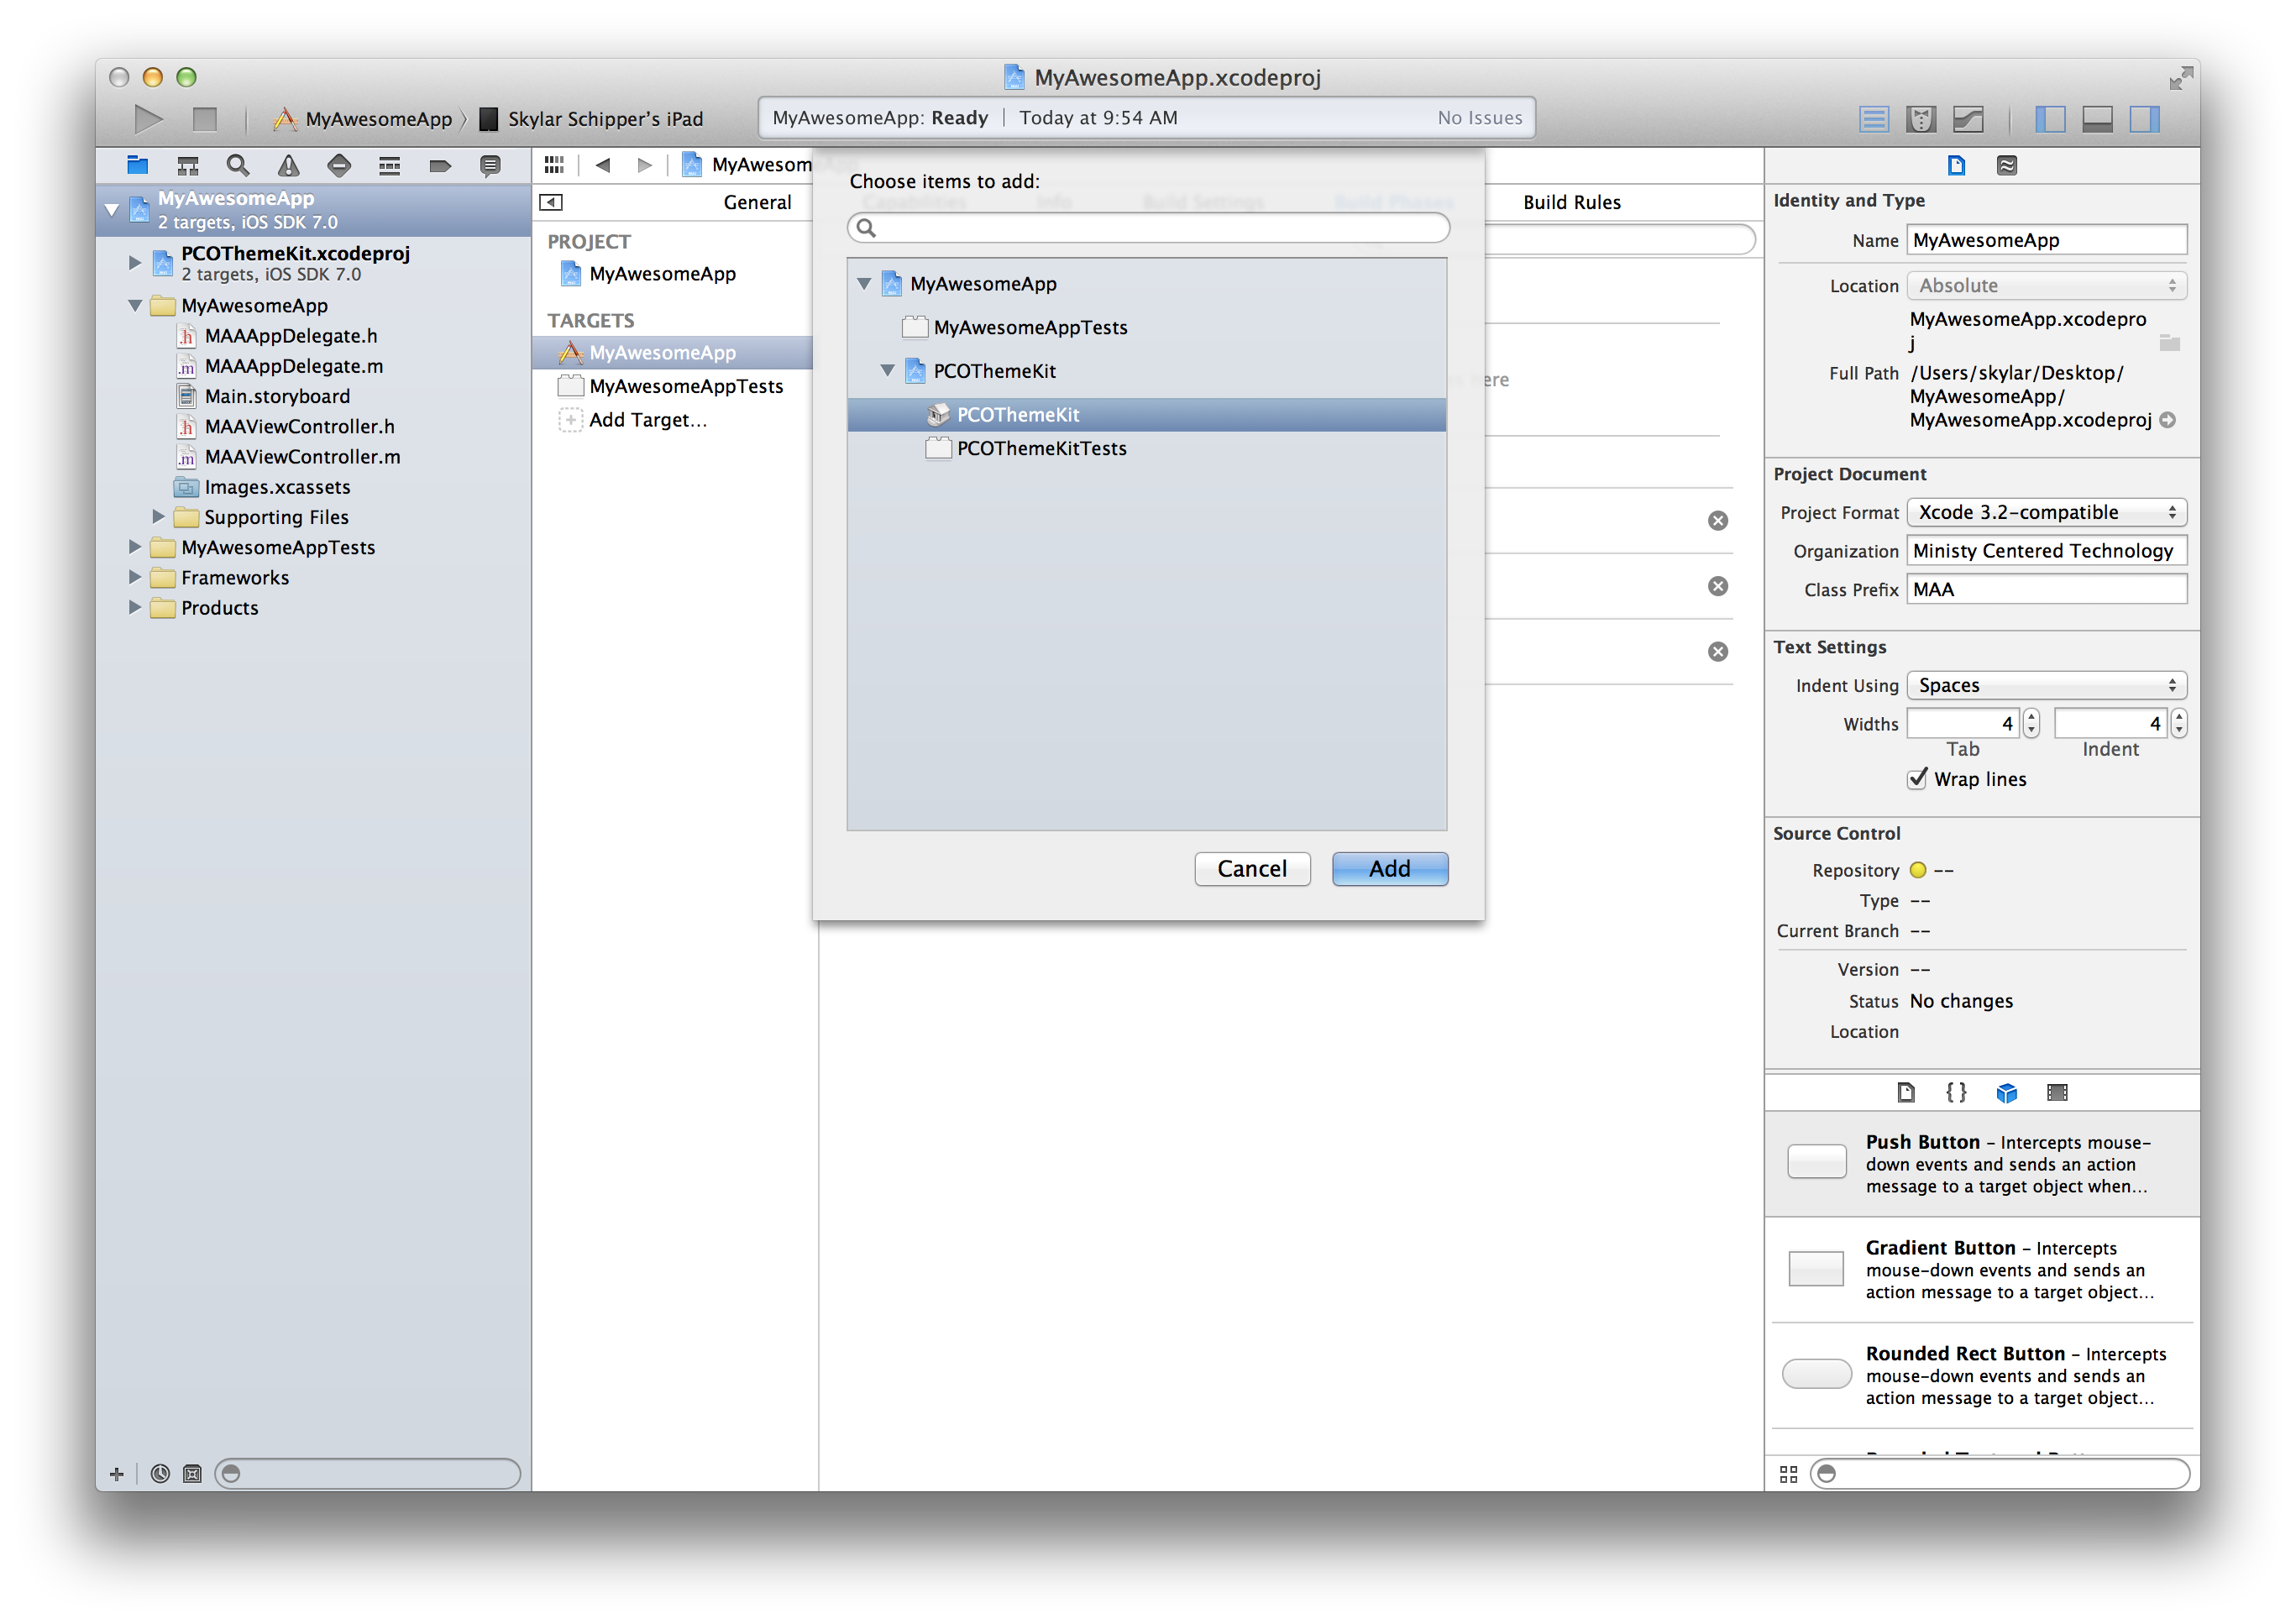 MyAwesomeApp.xcodeproj
MyAwesomeApp
Skylar Schipper's iPad
MyAwesomeApp: Ready
Today at 9:54 AM
No Issues
MyAwesomeApp
2 targets, iOS SDK 7.0
PCOThemeKit.xcodeproj
2 targets, iOS SDK 7.0
MyAwesomeApp
MAAAppDelegate.h
MAAAppDelegate.m
Main.storyboard
MAAViewController.h
MAAViewController.m
Images.xcassets
Supporting Files
MyAwesomeAppTests
Frameworks
Products
MyAwesom
General
Capabilities
Info
Build Settings
Build Phases
Build Rules
PROJECT
MyAwesomeApp
TARGETS
MyAwesomeApp
MyAwesomeAppTests
Add Target...
Choose items to add:
MyAwesomeApp
MyAwesomeAppTests
PCOThemeKit
PCOThemeKit
PCOThemeKitTests
Cancel
Add
here
Identity and Type
Name MyAwesomeApp
Location Absolute
MyAwesomeApp.xcodepro
j
Full Path /Users/skylar/Desktop/
MyAwesomeApp/
MyAwesomeApp.xcodeproj
Project Document
Project Format Xcode 3.2-compatible
Organization Ministy Centered Technology
Class Prefix MAA
Text Settings
Indent Using Spaces
Widths 4 4
Tab Indent
Wrap lines
Source Control
Repository --
Type --
Current Branch --
Version --
Status No changes
Location
Push Button - Intercepts mouse-
down events and sends an action
message to a target object when...
Gradient Button - Intercepts
mouse-down events and sends an
action message to a target object...
Rounded Rect Button - Intercepts
mouse-down events and sends an
action message to a target object...